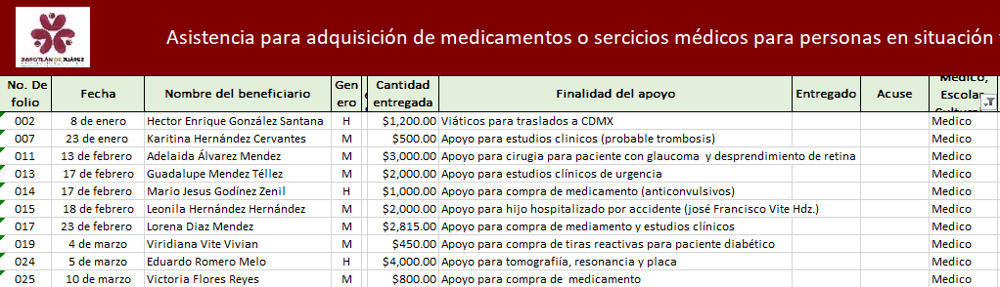 ZAPOTLÁN DE JUÁREZ
Asistencia para adquisición de medicamentos o sercicios médicos para personas en situación
No. De folio Fecha Nombre del beneficiario Gen ero Cantidad entregada Finalidad del apoyo Entregado Acuse Medico, Escolar
002 8 de enero Hector Enrique González Santana H $1,200.00 Viáticos para traslados a CDMX Medico
007 23 de enero Karitina Hernández Cervantes M $500.00 Apoyo para estudios clinicos (probable trombosis) Medico
011 13 de febrero Adelaida Álvarez Mendez M $3,000.00 Apoyo para cirugia para paciente con glaucoma y desprendimiento de retina Medico
013 17 de febrero Guadalupe Mendez Téllez M $2,000.00 Apoyo para estudios clínicos de urgencia Medico
014 17 de febrero Mario Jesus Godínez Zenil H $1,000.00 Apoyo para compra de medicamento (anticonvulsivos) Medico
015 18 de febrero Leonila Hernández Hernández M $2,000.00 Apoyo para hijo hospitalizado por accidente (josé Francisco Vite Hdz.) Medico
017 23 de febrero Lorena Diaz Mendez M $2,815.00 Apoyo para compra de mediamento y estudios clínicos Medico
019 4 de marzo Viridiana Vite Vivian M $450.00 Apoyo para compra de tiras reactivas para paciente diabético Medico
024 5 de marzo Eduardo Romero Melo H $4,000.00 Apoyo para tomografiía, resonancia y placa Medico
025 10 de marzo Victoria Flores Reyes M $800.00 Apoyo para compra de medicamento Medico